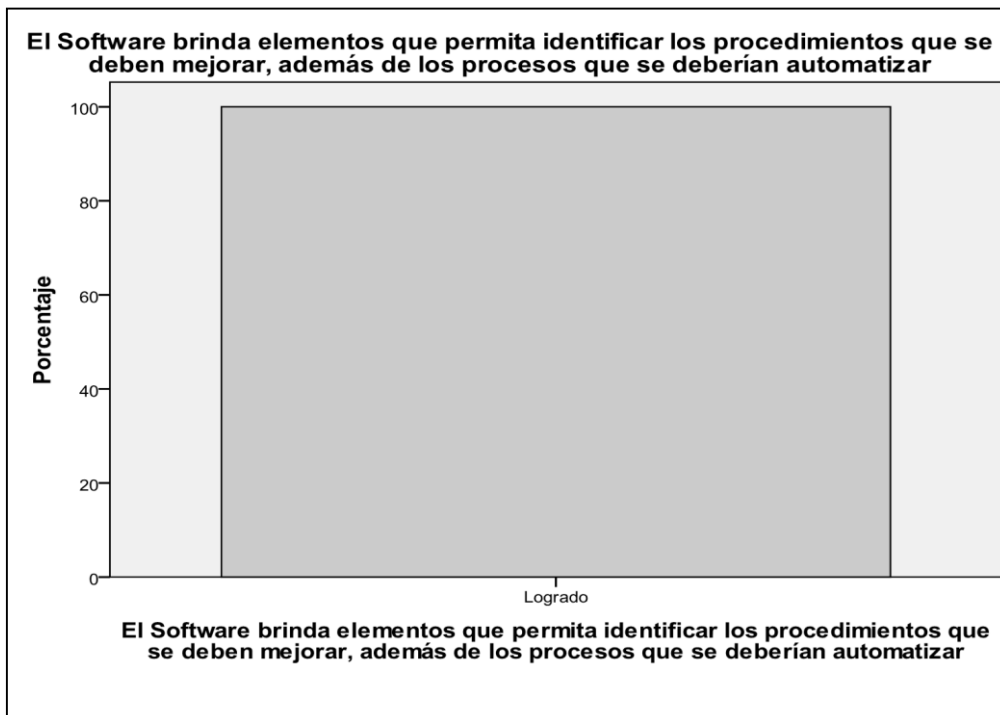 El Software brinda elementos que permita identificar los procedimientos que se
deben mejorar, además de los procesos que se deberían automatizar
100
80
60
40
20
0
Porcentaje
Logrado
El Software brinda elementos que permita identificar los procedimientos que
se deben mejorar, además de los procesos que se deberían automatizar